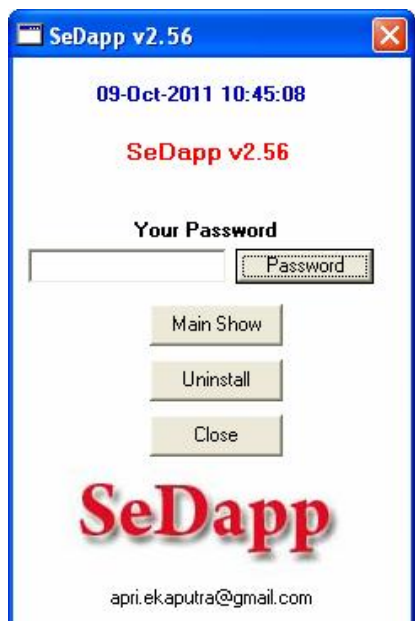 SeDapp v2.56
09-Oct-2011 10:45:08
SeDapp v2.56
Your Password
Password
Main Show
Uninstall
Close
SeDapp
apri.ekaputra@gmail.com